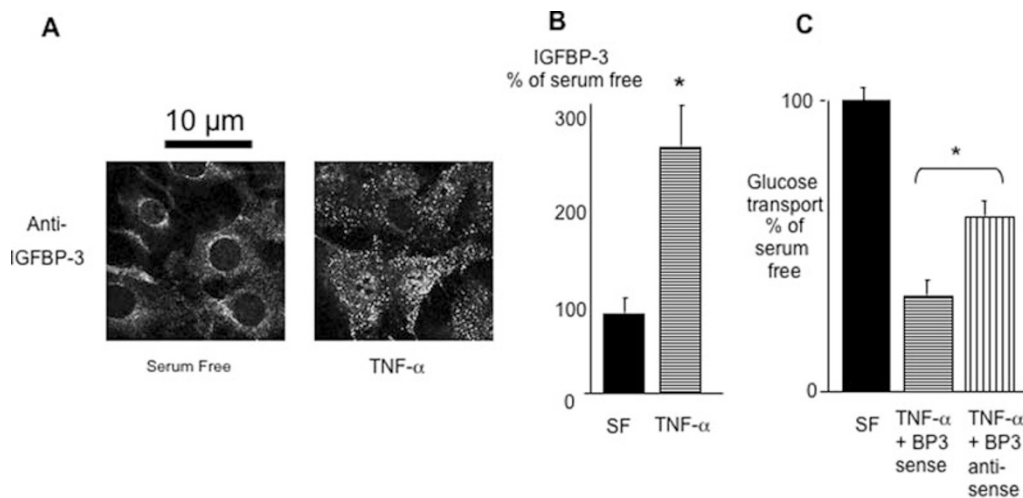 A
10 µm
Anti-
IGFBP-3
Serum Free
TNF-α
B
IGFBP-3
% of serum free
*
300
200
100
0
SF
TNF-α
C
100
Glucose
transport
% of
serum
free
*
0
SF
TNF-α
+ BP3
sense
TNF-α
+ BP3
anti-
sense